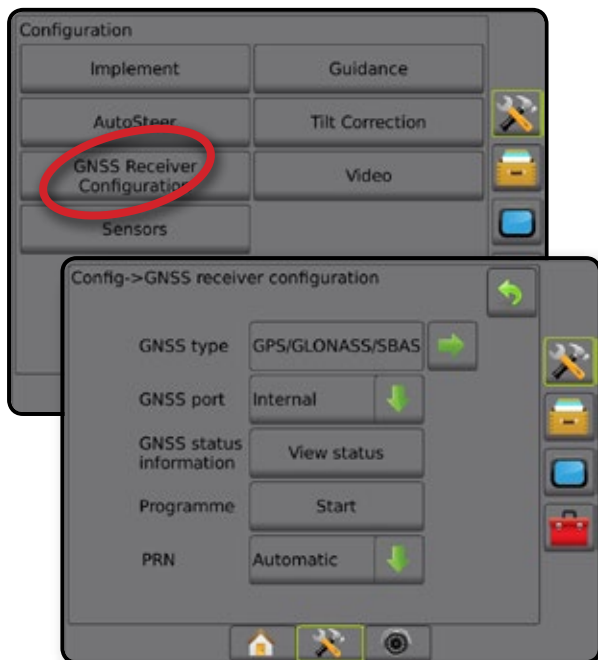 Configuration
Implement
Guidance
AutoSteer
Tilt Correction
GNSS Receiver
Configuration
Video
Sensors
Config->GNSS receiver configuration
GNSS type
GPS/GLONASS/SBAS
GNSS port
Internal
GNSS status
information
View status
Programme
Start
PRN
Automatic